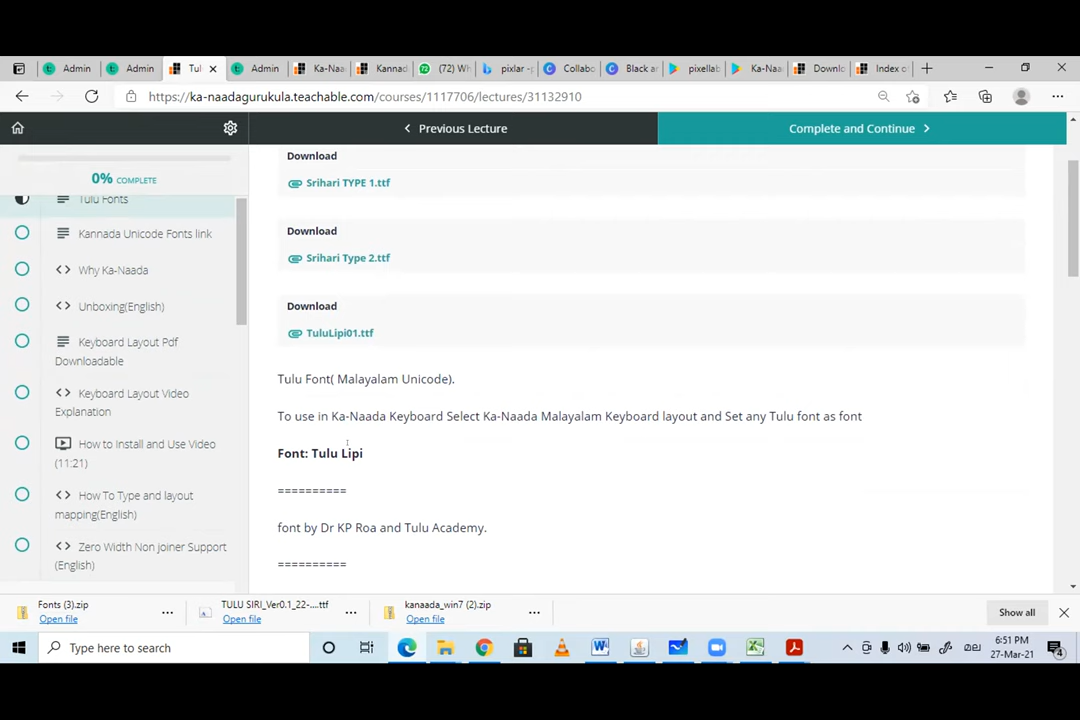 Admin
Admin
Tul
Admin
Ka-Naa
Kannad
(72) Wh
pixlar -p
Collabo
Black an
pixellab
Ka-Naa
Downlo
Index o
https://ka-naadagurukula.teachable.com/courses/1117706/lectures/31132910
Previous Lecture
Complete and Continue
0% COMPLETE
Tulu Fonts
Kannada Unicode Fonts link
Why Ka-Naada
Unboxing(English)
Keyboard Layout Pdf
Downloadable
Keyboard Layout Video
Explanation
How to Install and Use Video
(11:21)
How To Type and layout
mapping(English)
Zero Width Non joiner Support
(English)
Download
Srihari TYPE 1.ttf
Download
Srihari Type 2.ttf
Download
TuluLipi01.ttf
Tulu Font( Malayalam Unicode).
To use in Ka-Naada Keyboard Select Ka-Naada Malayalam Keyboard layout and Set any Tulu font as font
Font: Tulu Lipi
==========
font by Dr KP Roa and Tulu Academy.
==========
Fonts (3).zip
Open file
TULU SIRI_Ver0.1_22-....ttf
Open file
kanaada_win7 (2).zip
Open file
Show all
Type here to search
മല
6:51 PM
27-Mar-21
4